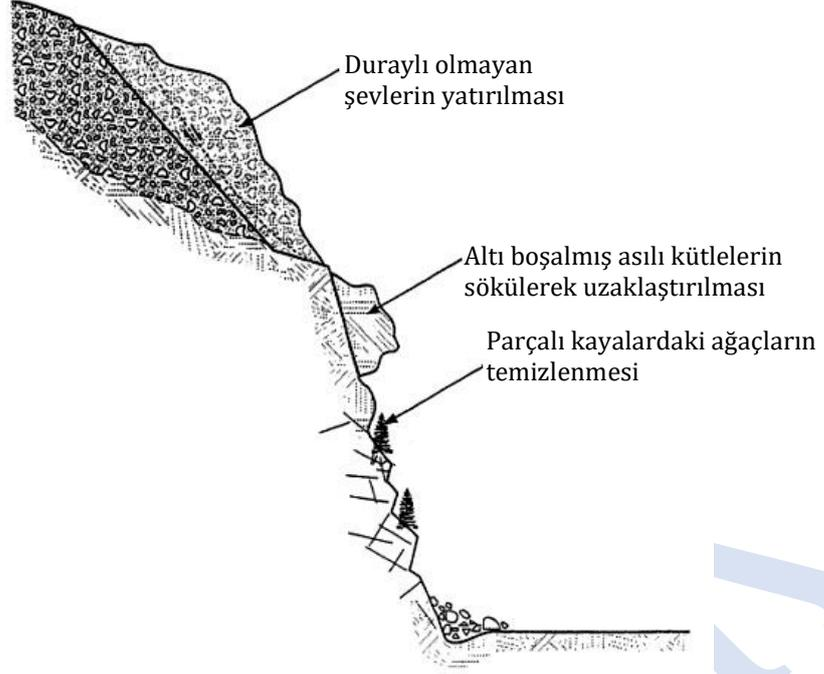 Duraylı olmayan
şevlerin yatırılması
Altı boşalmış asılı kütlelerin
sökülerek uzaklaştırılması
Parçalı kayalardaki ağaçların
temizlenmesi